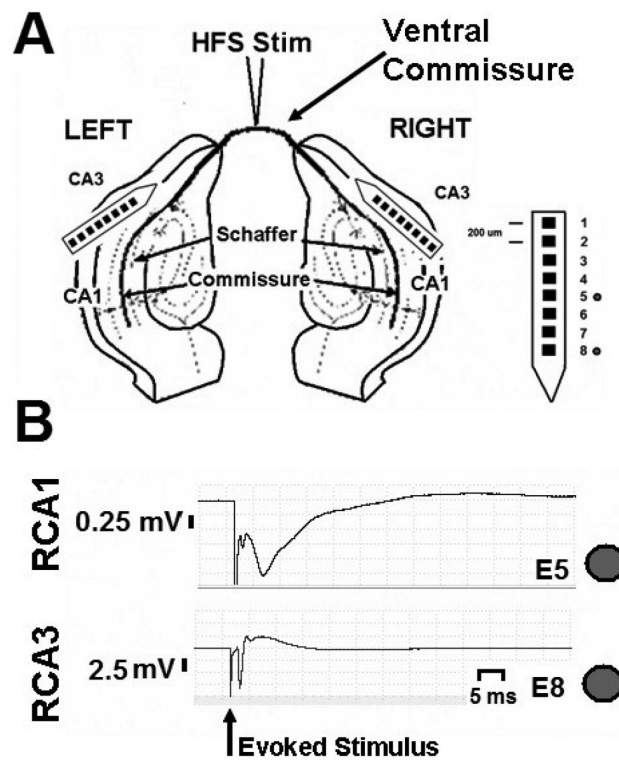 A
HFS Stim
Ventral
Commissure
LEFT
RIGHT
CA3
CA3
Schaffer
Commissure
CA1
CA1
200 um
1
2
3
4
5
6
7
8
B
RCA1
0.25 mV
E5
RCA3
2.5 mV
5 ms
E8
Evoked Stimulus